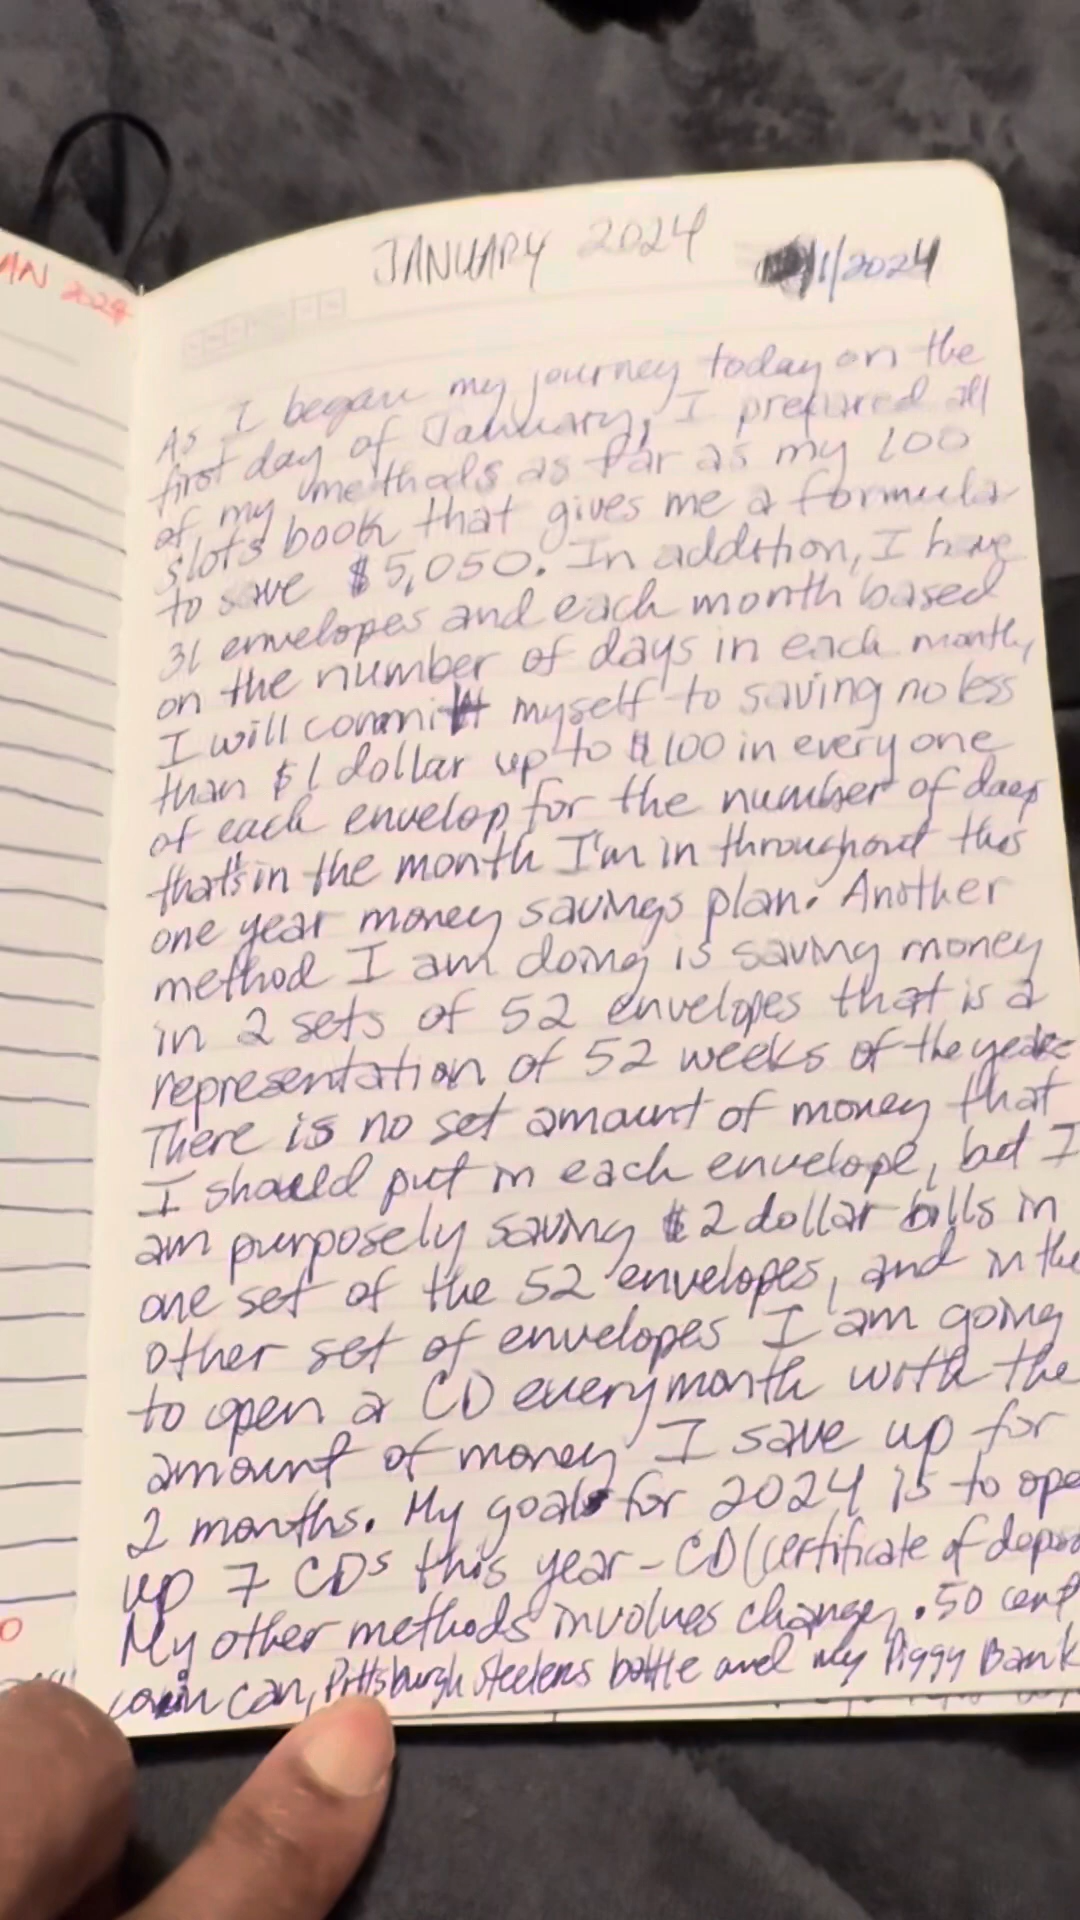 AN 2024
JANUARY 2024
1/2024
As I began my journey today on the
first day of January, I prepared all
of my methods as far as my 100
slots book that gives me a formula
to save $5,050. In addition, I have
31 envelopes and each month based
on the number of days in each month,
I will commit myself to saving no less
than $1 dollar up to $100 in every one
of each envelop for the number of days
that's in the month I'm in throughout this
one year money savings plan. Another
method I am doing is saving money
in 2 sets of 52 envelopes that is a
representation of 52 weeks of the year.
There is no set amount of money that
I should put in each envelope, but I
am purposely saving $2 dollar bills in
one set of the 52 envelopes, and in the
other set of envelopes I am going
to open a CD every month with the
amount of money I save up for
2 months. My goal for 2024 is to ope
up 7 CDs this year - CD (Certificate of depos
My other methods involves change, .50 cent
coin can, Pittsburgh Steelers bottle and my Piggy Bank